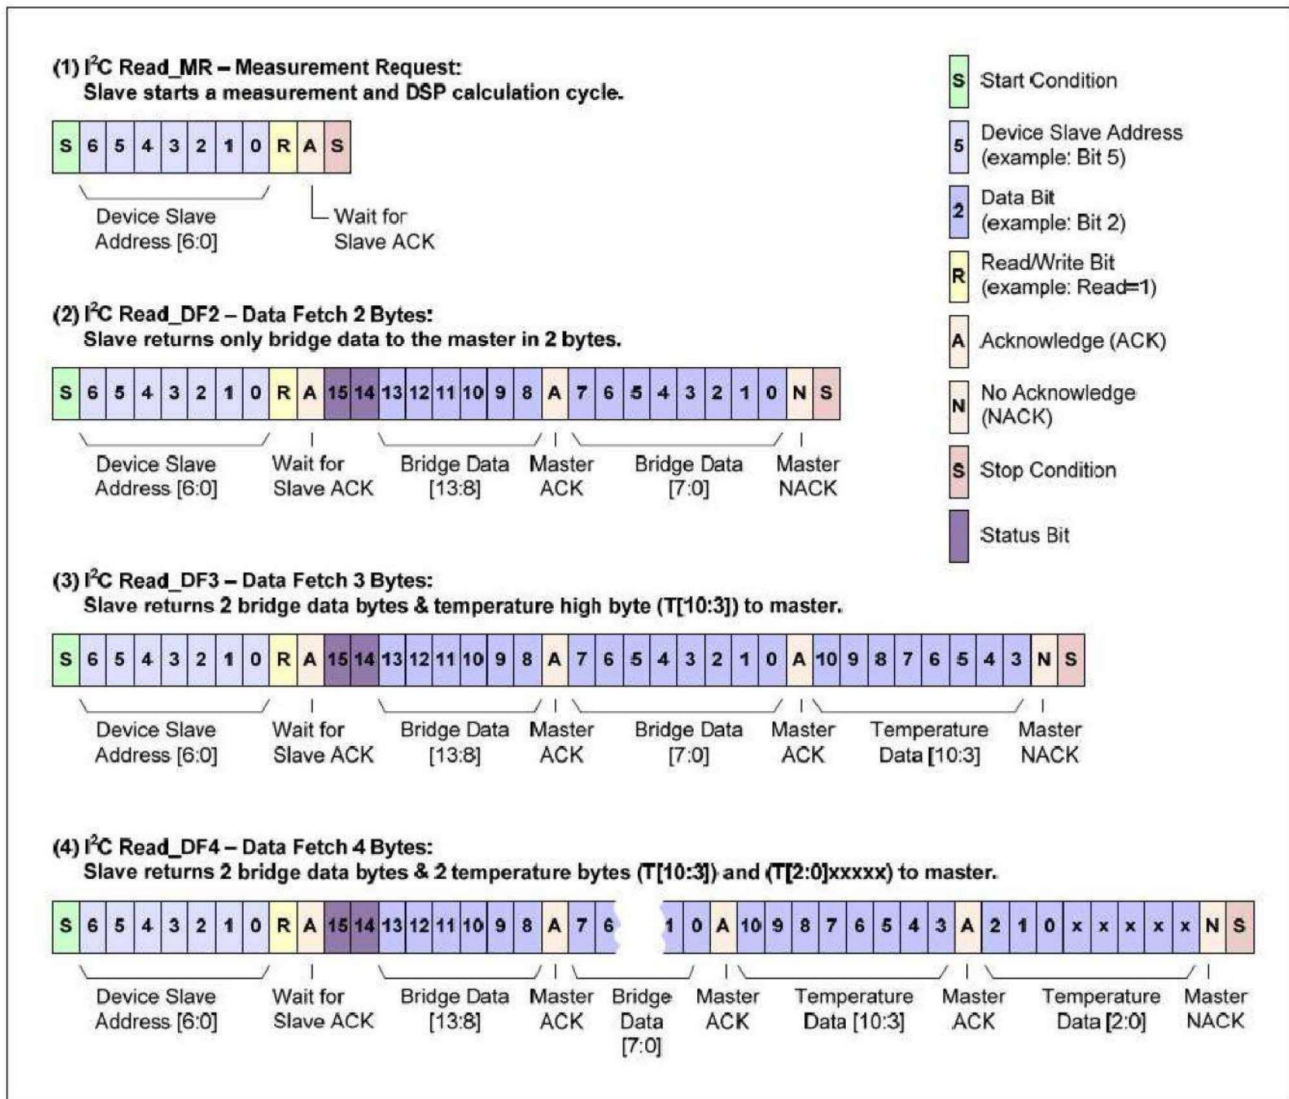 (1) I²C Read_MR – Measurement Request:
Slave starts a measurement and DSP calculation cycle.
S 6 5 4 3 2 1 0 R A S
Device Slave Address [6:0]
Wait for Slave ACK
(2) I²C Read_DF2 – Data Fetch 2 Bytes:
Slave returns only bridge data to the master in 2 bytes.
S 6 5 4 3 2 1 0 R A 15 14 13 12 11 10 9 8 A 7 6 5 4 3 2 1 0 N S
Device Slave Address [6:0]
Wait for Slave ACK
Bridge Data [13:8]
Master ACK
Bridge Data [7:0]
Master NACK
(3) I²C Read_DF3 – Data Fetch 3 Bytes:
Slave returns 2 bridge data bytes & temperature high byte (T[10:3]) to master.
S 6 5 4 3 2 1 0 R A 15 14 13 12 11 10 9 8 A 7 6 5 4 3 2 1 0 A 10 9 8 7 6 5 4 3 N S
Device Slave Address [6:0]
Wait for Slave ACK
Bridge Data [13:8]
Master ACK
Bridge Data [7:0]
Master ACK
Temperature Data [10:3]
Master NACK
(4) I²C Read_DF4 – Data Fetch 4 Bytes:
Slave returns 2 bridge data bytes & 2 temperature bytes (T[10:3]) and (T[2:0]xxxxx) to master.
S 6 5 4 3 2 1 0 R A 15 14 13 12 11 10 9 8 A 7 6 1 0 A 10 9 8 7 6 5 4 3 A 2 1 0 x x x x x N S
Device Slave Address [6:0]
Wait for Slave ACK
Bridge Data [13:8]
Master ACK
Bridge Data [7:0]
Master ACK
Temperature Data [10:3]
Master ACK
Temperature Data [2:0]
Master NACK
S Start Condition
5 Device Slave Address
(example: Bit 5)
2 Data Bit
(example: Bit 2)
R Read/Write Bit
(example: Read=1)
A Acknowledge (ACK)
N No Acknowledge
(NACK)
S Stop Condition
Status Bit